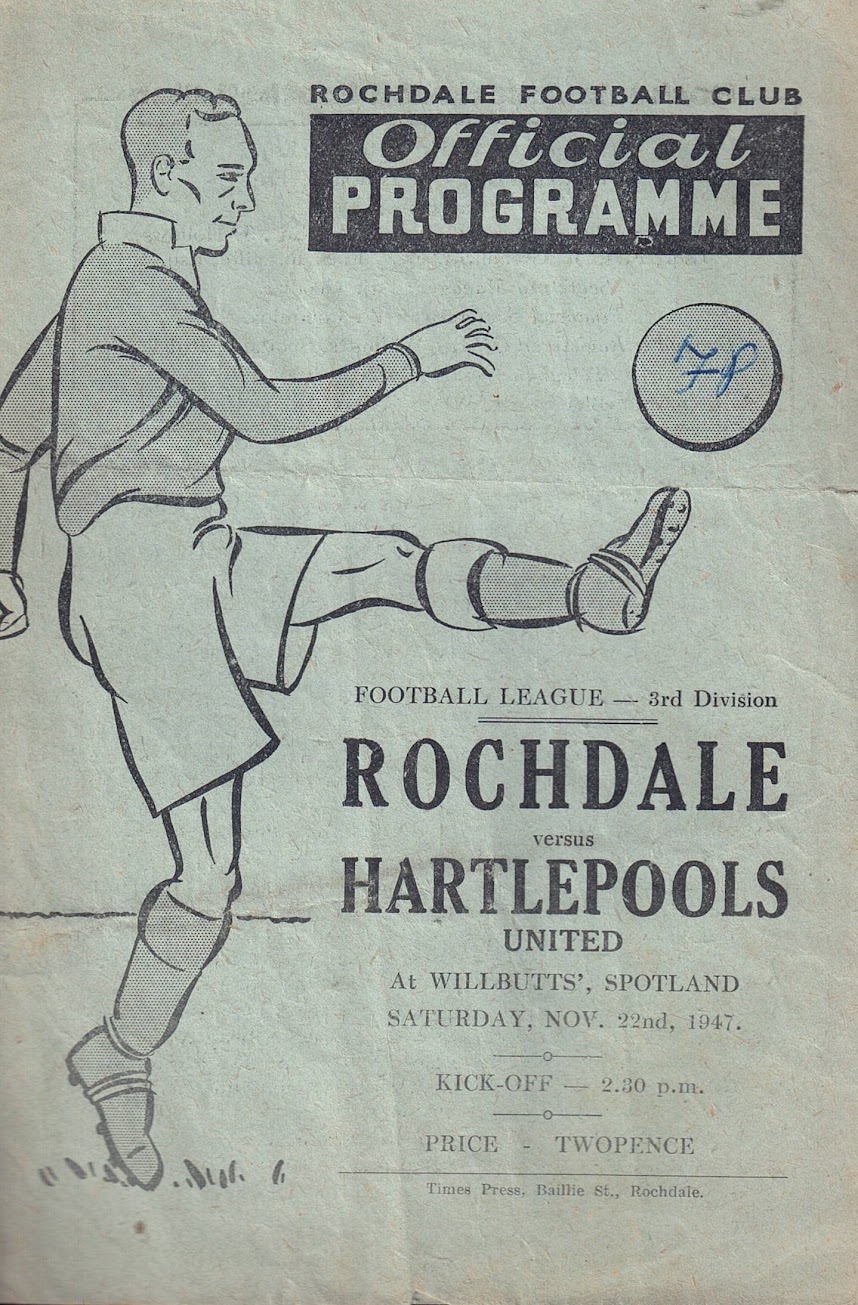 ROCHDALE FOOTBALL CLUB
Official
PROGRAMME
FOOTBALL LEAGUE — 3rd Division
ROCHDALE
versus
HARTLEPOOLS
UNITED
At WILLBUTTS', SPOTLAND
SATURDAY, NOV. 22nd, 1947.
KICK-OFF — 2.30 p.m.
PRICE - TWOPENCE
Times Press, Baillie St., Rochdale.